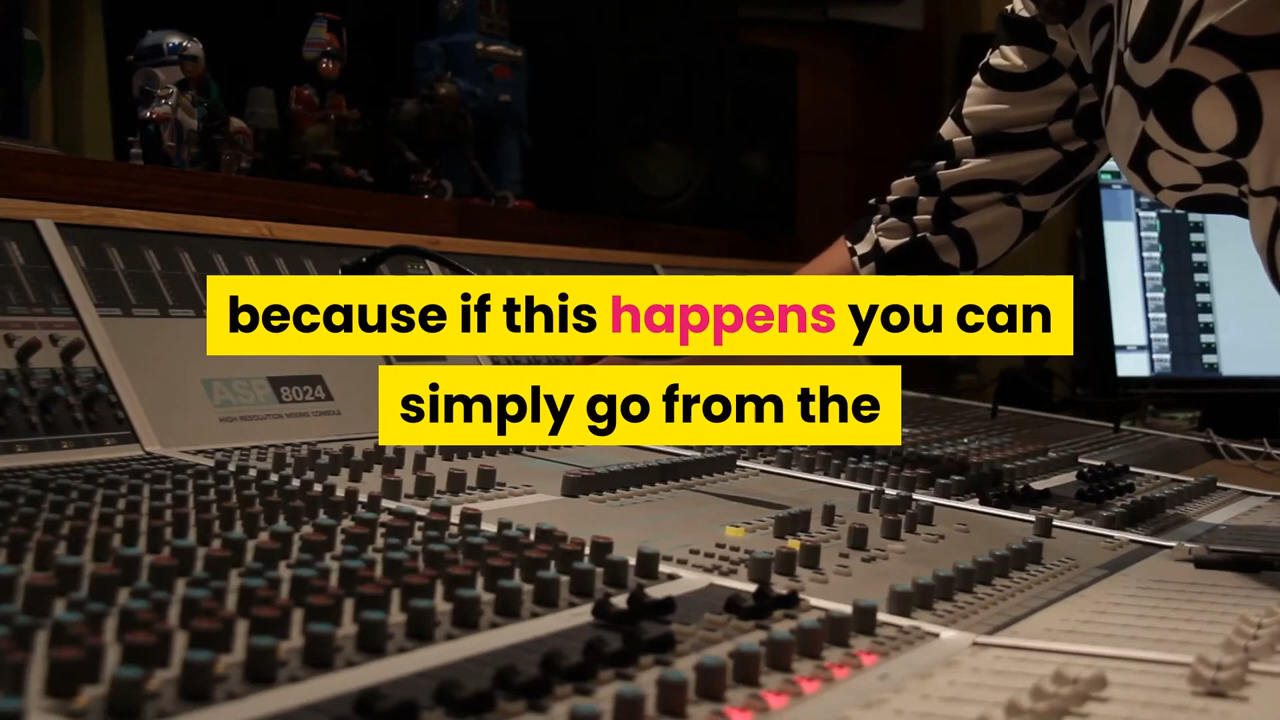 because if this happens you can
simply go from the
ASP 8024
HIGH RESOLUTION MIXING CONSOLE